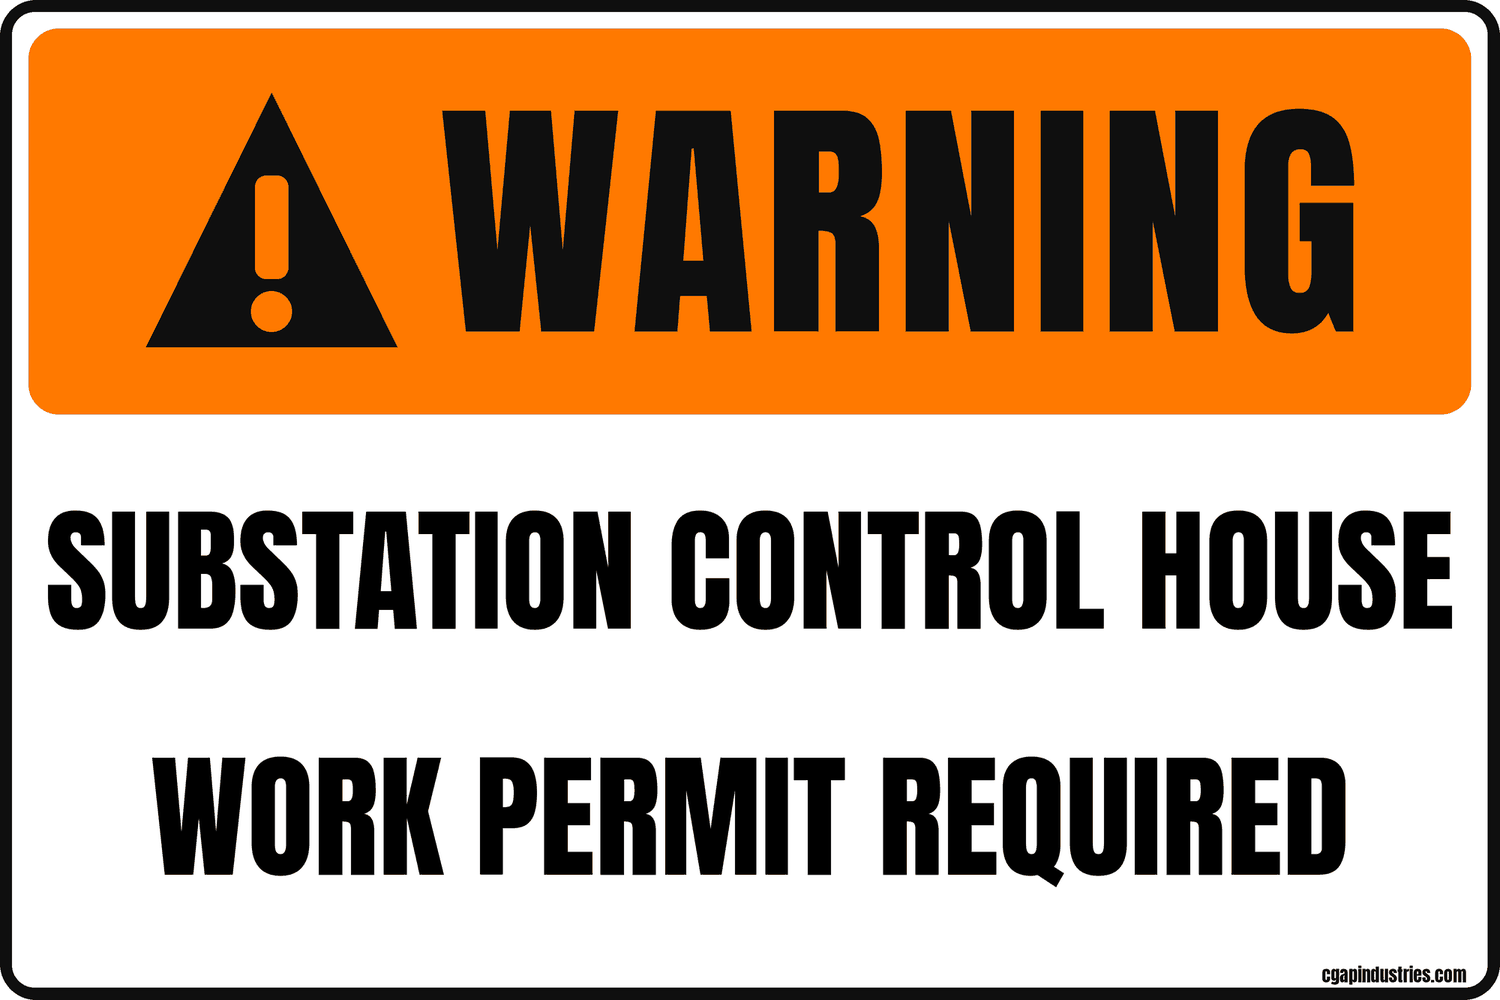 WARNING
SUBSTATION CONTROL HOUSE
WORK PERMIT REQUIRED
cgapindustries.com